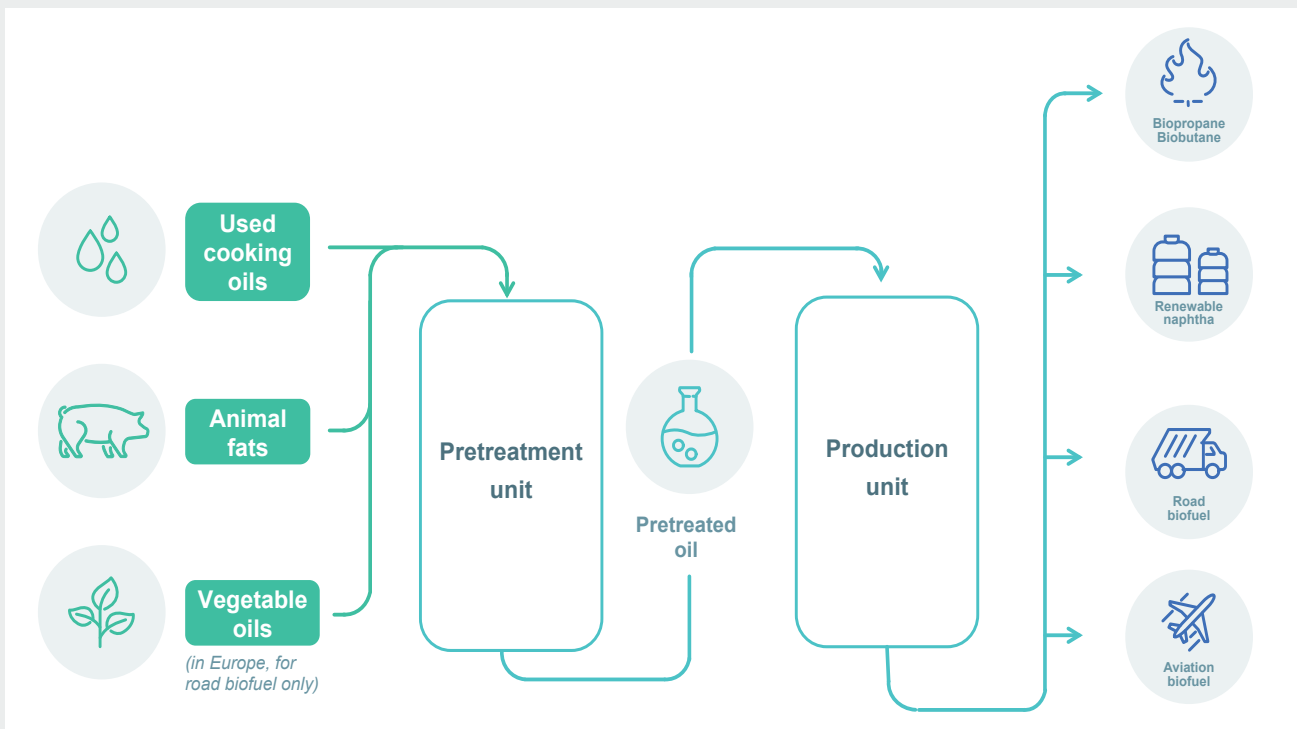 Used
cooking
oils
Animal
fats
Vegetable
oils
(in Europe, for
road biofuel only)
Pretreatment
unit
Pretreated
oil
Production
unit
Biopropane
Biobutane
Renewable
naphtha
Road
biofuel
Aviation
biofuel